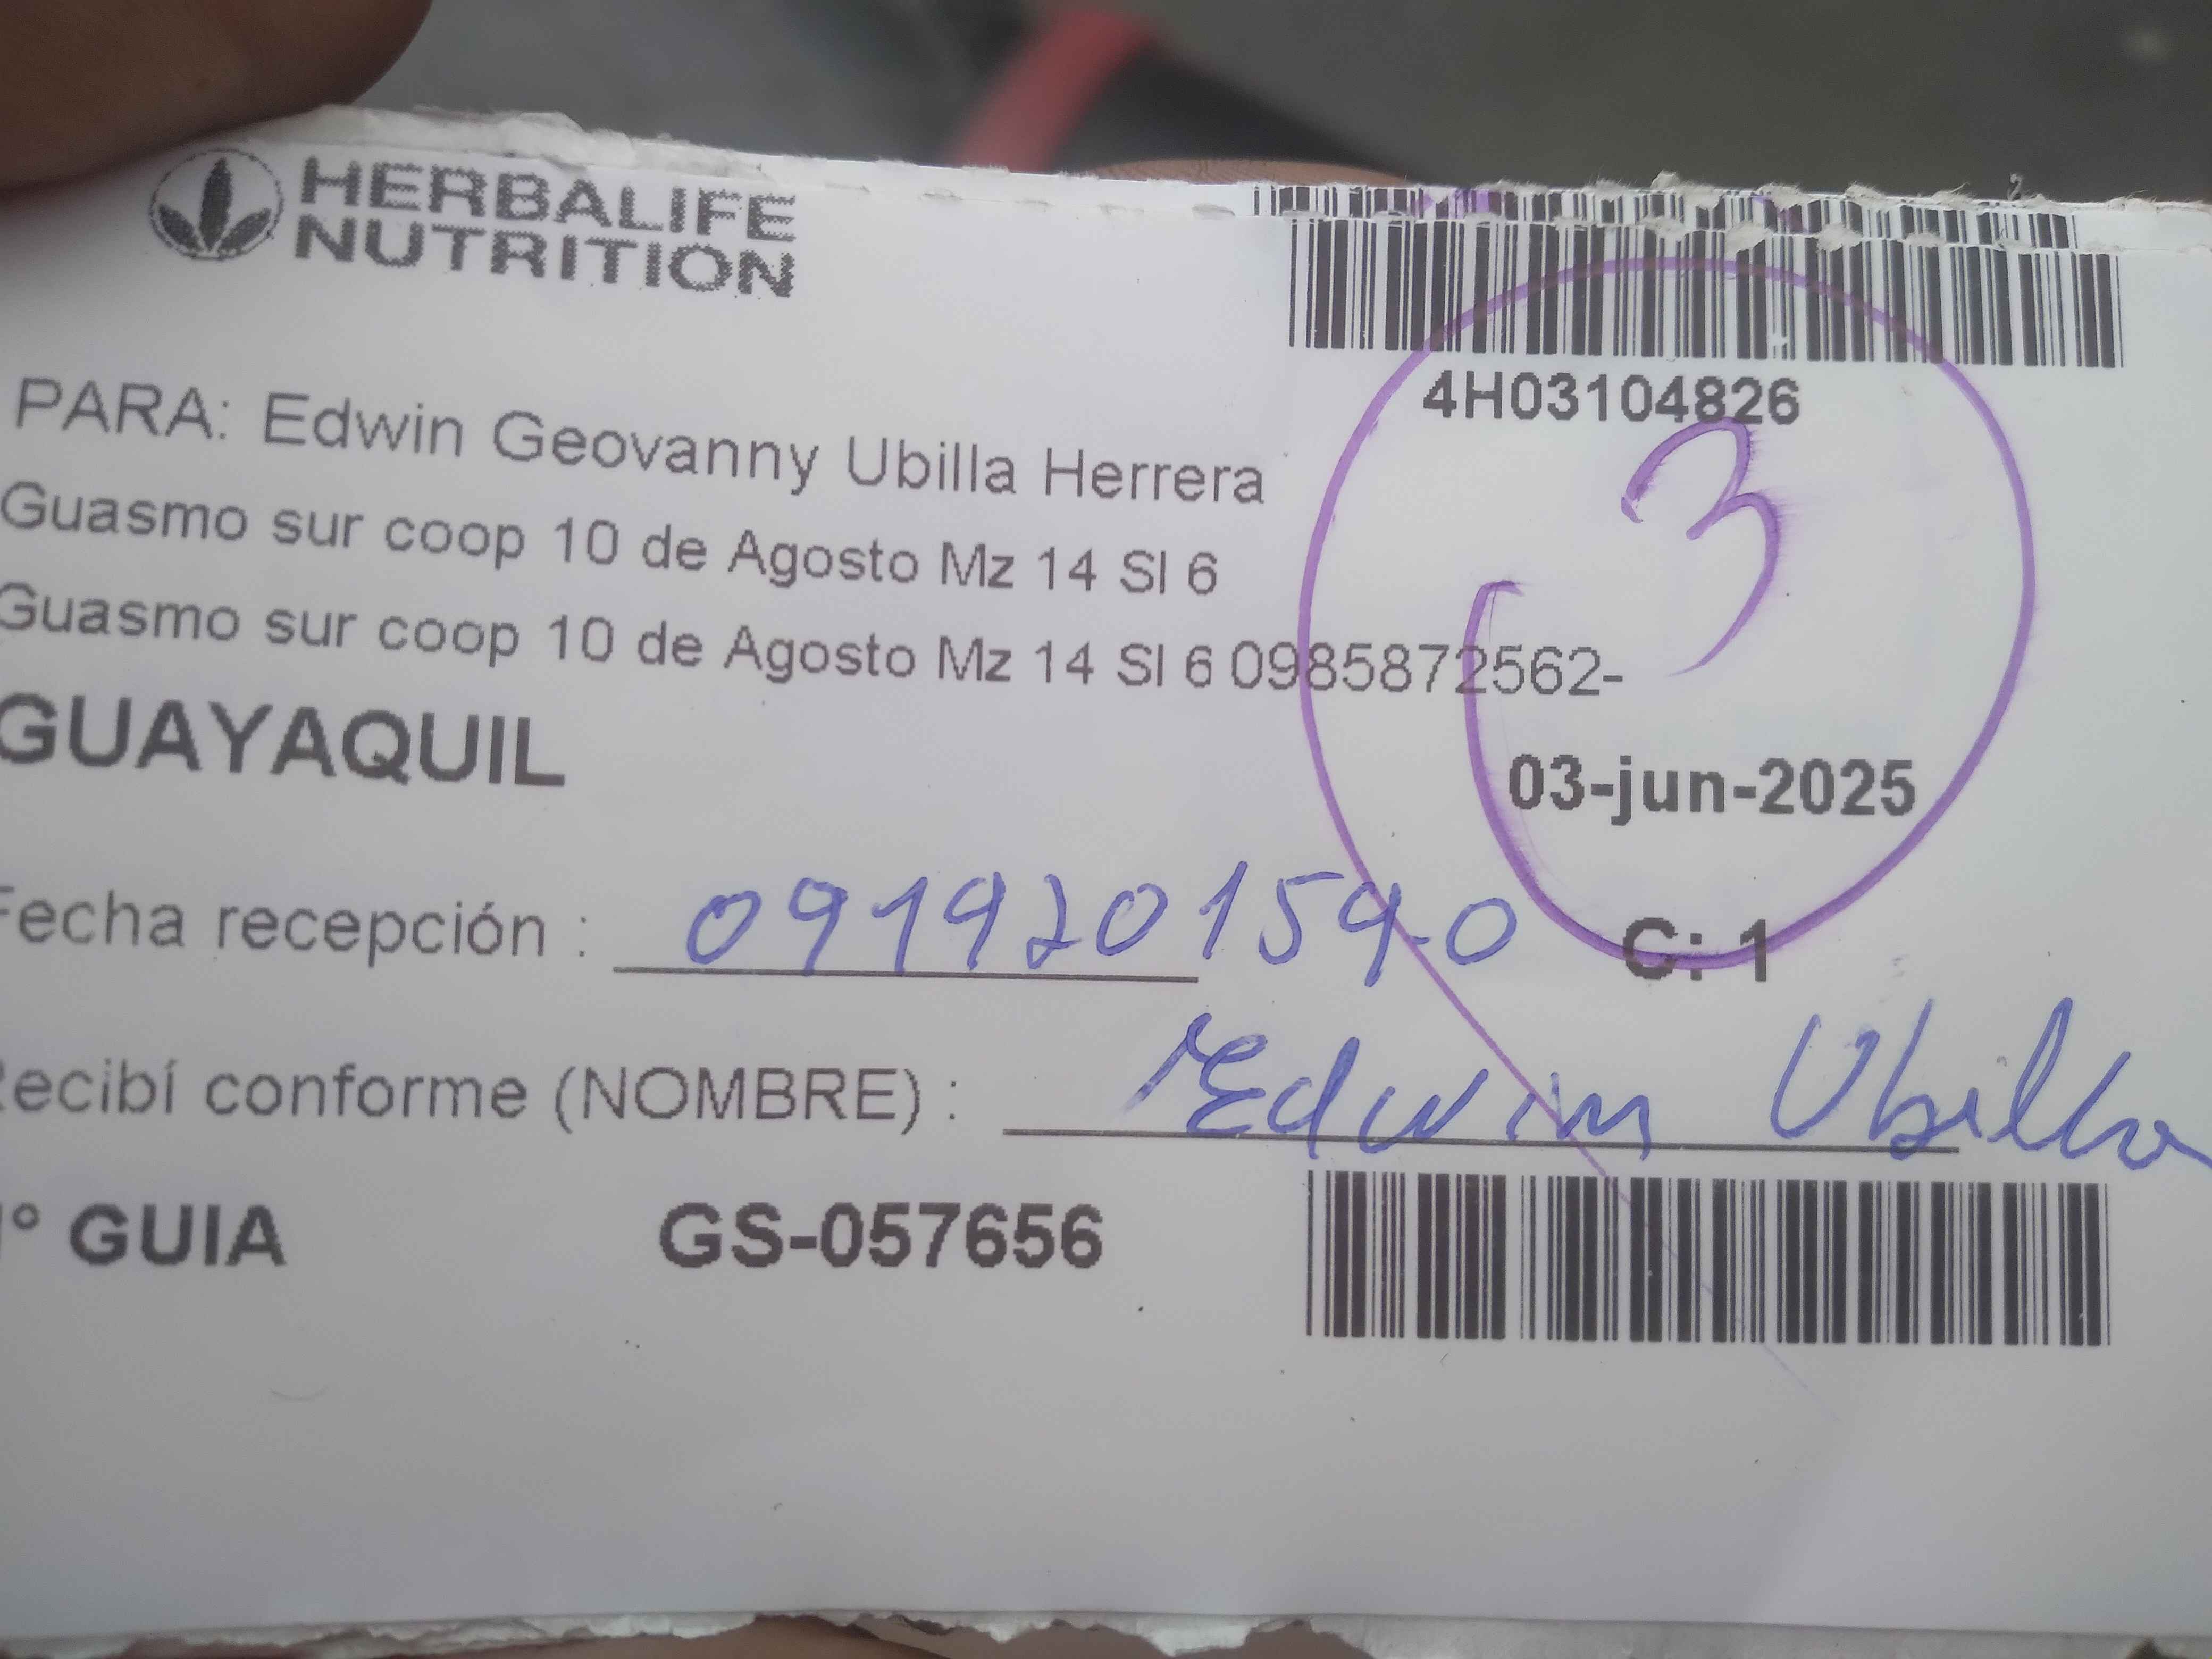 HERBALIFE
NUTRITION
4H03104826
3
PARA: Edwin Geovanny Ubilla Herrera
Guasmo sur coop 10 de Agosto Mz 14 Sl 6
Guasmo sur coop 10 de Agosto Mz 14 Sl 6 0985872562-
GUAYAQUIL
03-jun-2025
Fecha recepción : 091920159-0
C: 1
Recibí conforme (NOMBRE) : Edwin Ubilla
N° GUIA GS-057656